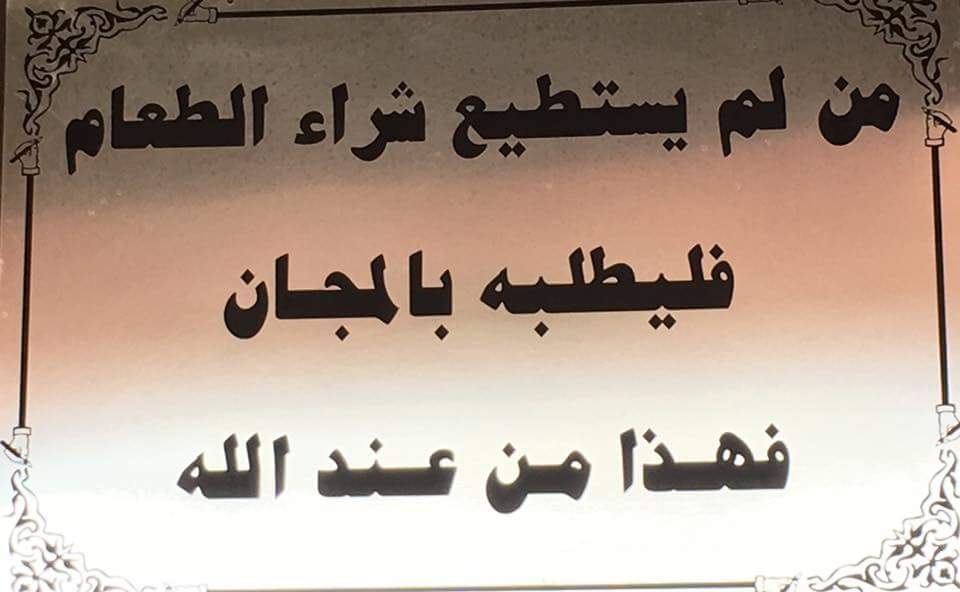 من لم يستطيع شراء الطعام
فليطلبه بالمجان
فهذا من عند الله